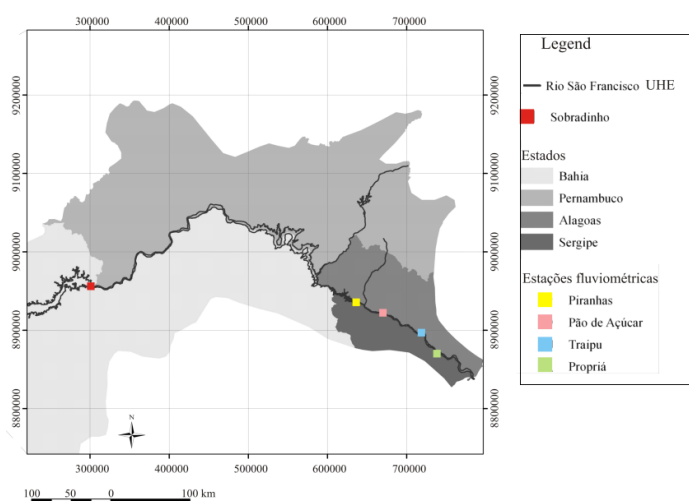 300000 400000 500000 600000 700000
9200000 9200000
9100000 9100000
9000000 9000000
8900000 8900000
8800000 8800000
N
300000 400000 500000 600000 700000
100 50 0 100 km
Legend
Rio São Francisco UHE
Sobradinho
Estados
Bahia
Pernambuco
Alagoas
Sergipe
Estações fluviométricas
Piranhas
Pão de Açúcar
Traipu
Propriá